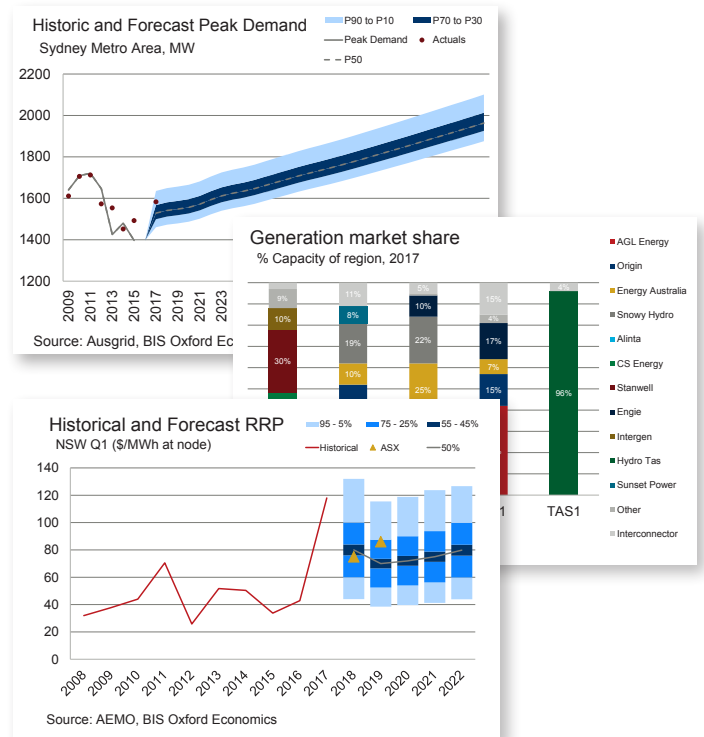 Historic and Forecast Peak Demand
Sydney Metro Area, MW
P90 to P10
P70 to P30
Peak Demand
Actuals
P50
2200
2000
1800
1600
1400
1200
2009
2011
2013
2015
2017
2019
2021
2023
Source: Ausgrid, BIS Oxford
Generation market share
% Capacity of region, 2017
AGL Energy
Origin
Energy Australia
Snowy Hydro
Alinta
CS Energy
Stanwell
Engie
Intergen
Hydro Tas
Sunset Power
Other
Interconnector
9%
10%
30%
11%
8%
19%
10%
5%
10%
22%
25%
15%
4%
17%
7%
15%
4%
96%
1
TAS1
Historical and Forecast RRP
NSW Q1 ($/MWh at node)
95 - 5%
75 - 25%
55 - 45%
Historical
ASX
50%
140
120
100
80
60
40
20
0
2008
2009
2010
2011
2012
2013
2014
2015
2016
2017
2018
2019
2020
2021
2022
Source: AEMO, BIS Oxford Economics